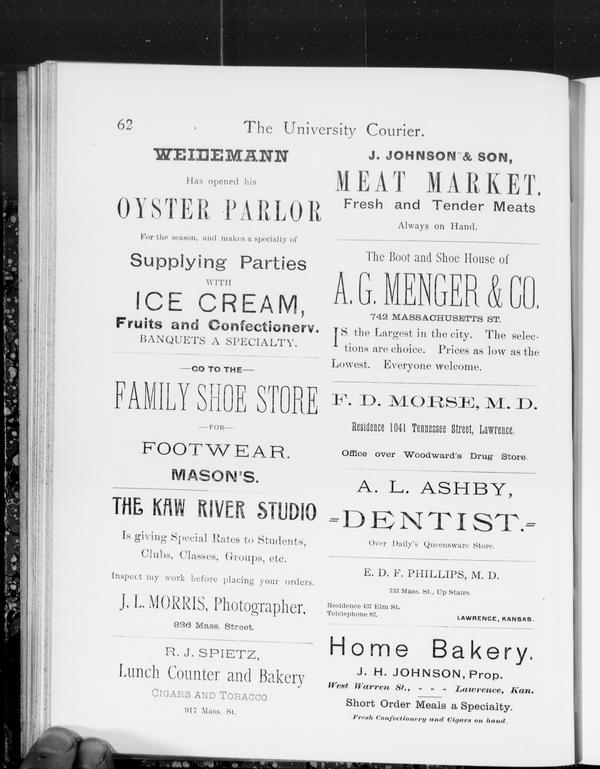 62
The University Courier.
WEIDEMANN
Has opened his
OYSTER PARLOR
For the season, and makes a specialty of
Supplying Parties
WITH
ICE CREAM,
Fruits and Confectionery.
BANQUETS A SPECIALTY.
—GO TO THE—
FAMILY SHOE STORE
—FOR—
FOOTWEAR.
MASON'S.
THE KAW RIVER STUDIO
Is giving Special Rates to Students,
Clubs, Classes, Groups, etc.
Inspect my work before placing your orders.
J. L. MORRIS, Photographer,
826 Mass. Street.
R. J. SPIETZ,
Lunch Counter and Bakery
CIGARS AND TOBACCO
917 Mass. St.
J. JOHNSON & SON,
MEAT MARKET.
Fresh and Tender Meats
Always on Hand.
The Boot and Shoe House of
A. G. MENGER & CO.
742 MASSACHUSETTS ST.
IS the Largest in the city. The selec-
tions are choice. Prices as low as the
Lowest. Everyone welcome.
F. D. MORSE, M. D.
Residence 1041 Tennessee Street, Lawrence.
Office over Woodward's Drug Store.
A. L. ASHBY,
=DENTIST.=
Over Daily's Queensware Store.
E. D. F. PHILLIPS, M. D.
733 Mass. St., Up Stairs.
Residence 437 Elm St.
Telelephone 82.
LAWRENCE, KANSAS.
Home Bakery.
J. H. JOHNSON, Prop.
West Warren St., - - - Lawrence, Kan.
Short Order Meals a Specialty.
Fresh Confectionery and Cigars on hand.